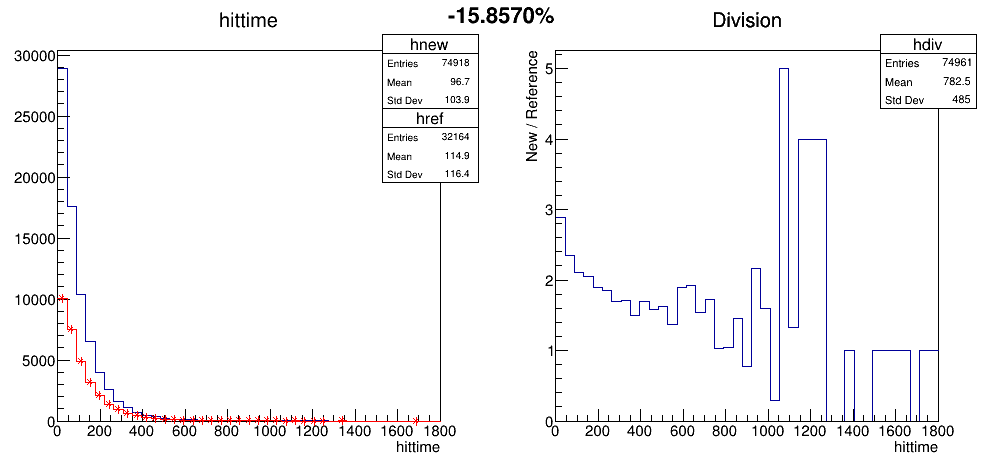 -15.8570%
hittime
hnew
Entries 74918
Mean 96.7
Std Dev 103.9
href
Entries 32164
Mean 114.9
Std Dev 116.4
30000
25000
20000
15000
10000
5000
0
0 200 400 600 800 1000 1200 1400 1600 1800
hittime
Division
hdiv
Entries 74961
Mean 782.5
Std Dev 485
New / Reference
5
4
3
2
1
0
0 200 400 600 800 1000 1200 1400 1600 1800
hittime